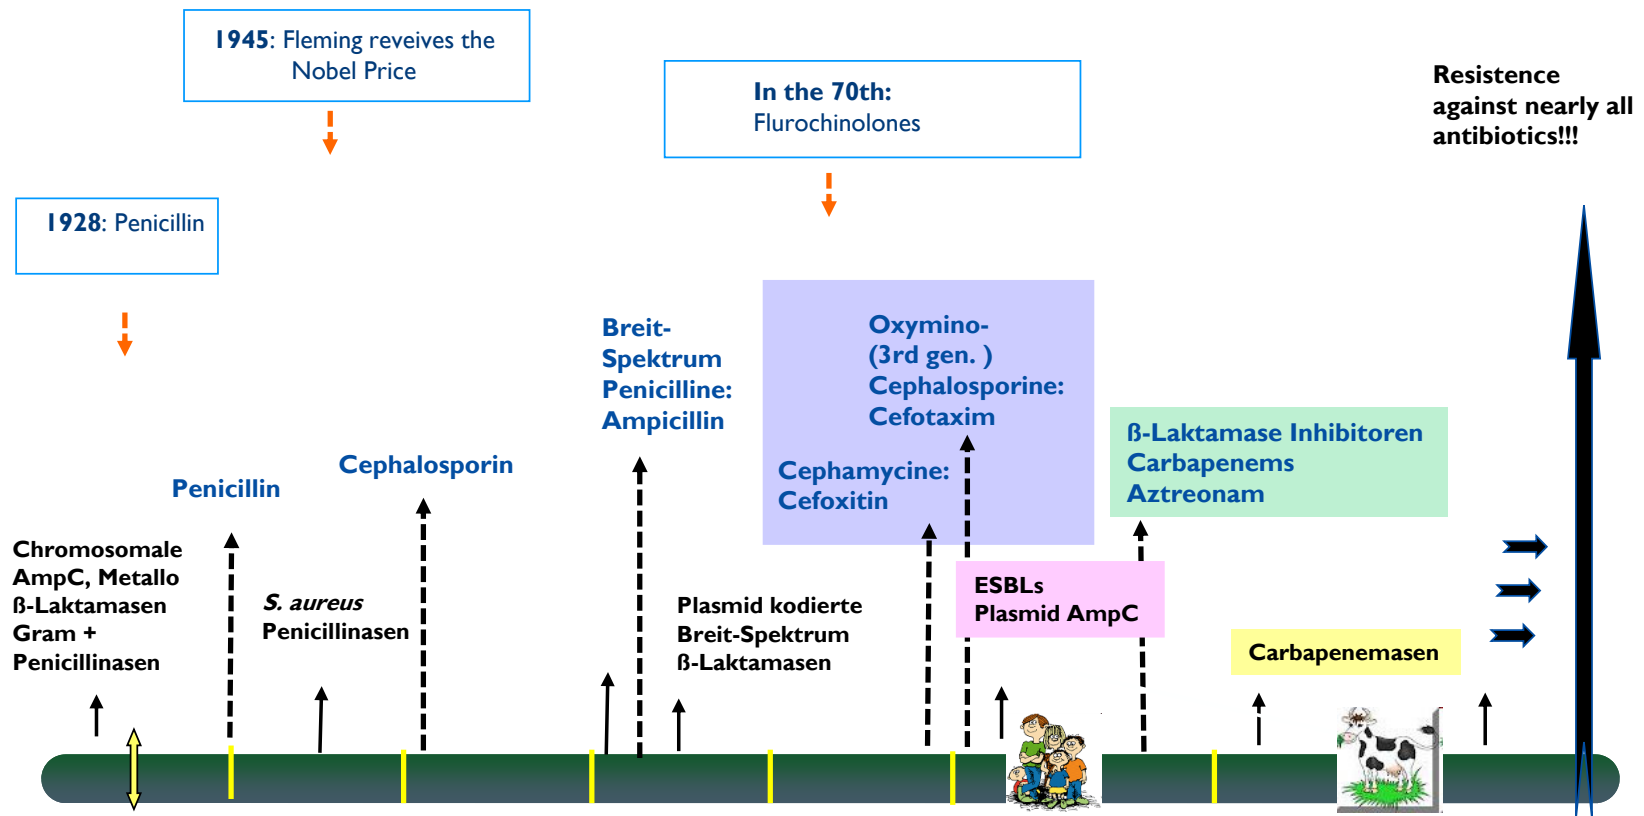 1945: Fleming reveives the
Nobel Price
In the 70th:
Flurochinolones
Resistence
against nearly all
antibiotics!!!
1928: Penicillin
Breit-
Spektrum
Penicilline:
Ampicillin
Oxymino-
(3rd gen. )
Cephalosporine:
Cefotaxim
Cephamycine:
Cefoxitin
ß-Laktamase Inhibitoren
Carbapenems
Aztreonam
Cephalosporin
Penicillin
Chromosomale
AmpC, Metallo
ß-Laktamasen
Gram +
Penicillinasen
S. aureus
Penicillinasen
Plasmid kodierte
Breit-Spektrum
ß-Laktamasen
ESBLs
Plasmid AmpC
Carbapenemasen